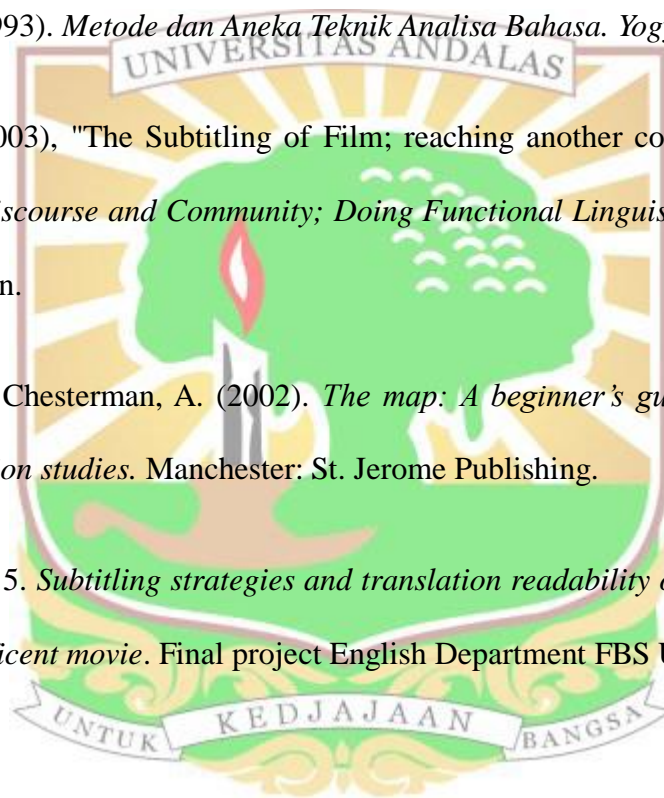 993). Metode dan Aneka Teknik Analisa Bahasa. Yogy
UNIVERSITAS ANDALAS
003), "The Subtitling of Film; reaching another co
iscourse and Community; Doing Functional Linguis
n.
Chesterman, A. (2002). The map: A beginner's gu
on studies. Manchester: St. Jerome Publishing.
5. Subtitling strategies and translation readability o
icent movie. Final project English Department FBS U
UNTUK KEDJAJAAN BANGSA